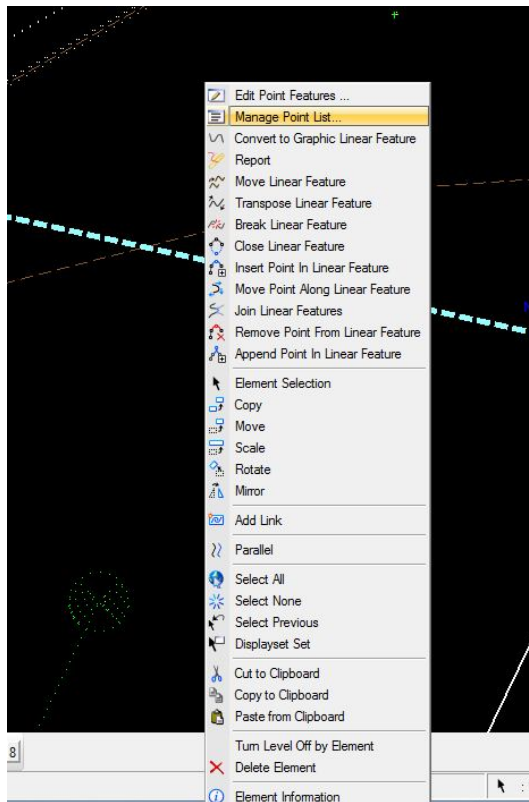 Edit Point Features ...
Manage Point List...
Convert to Graphic Linear Feature
Report
Move Linear Feature
Transpose Linear Feature
Break Linear Feature
Close Linear Feature
Insert Point In Linear Feature
Move Point Along Linear Feature
Join Linear Features
Remove Point From Linear Feature
Append Point In Linear Feature
Element Selection
Copy
Move
Scale
Rotate
Mirror
Add Link
Parallel
Select All
Select None
Select Previous
Displayset Set
Cut to Clipboard
Copy to Clipboard
Paste from Clipboard
Turn Level Off by Element
8
Delete Element
Element Information